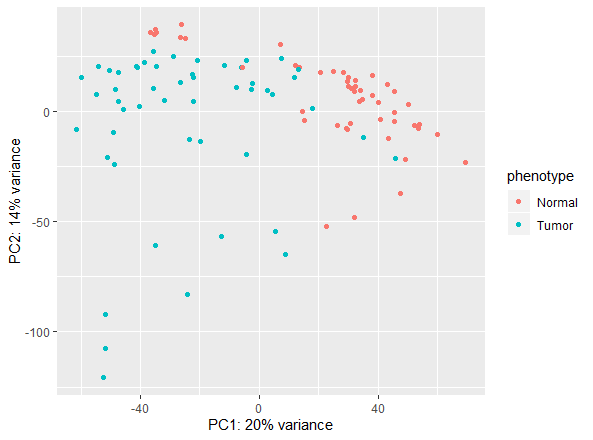 0
-50
-100
PC2: 14% variance
-40
0
40
PC1: 20% variance
phenotype
Normal
Tumor